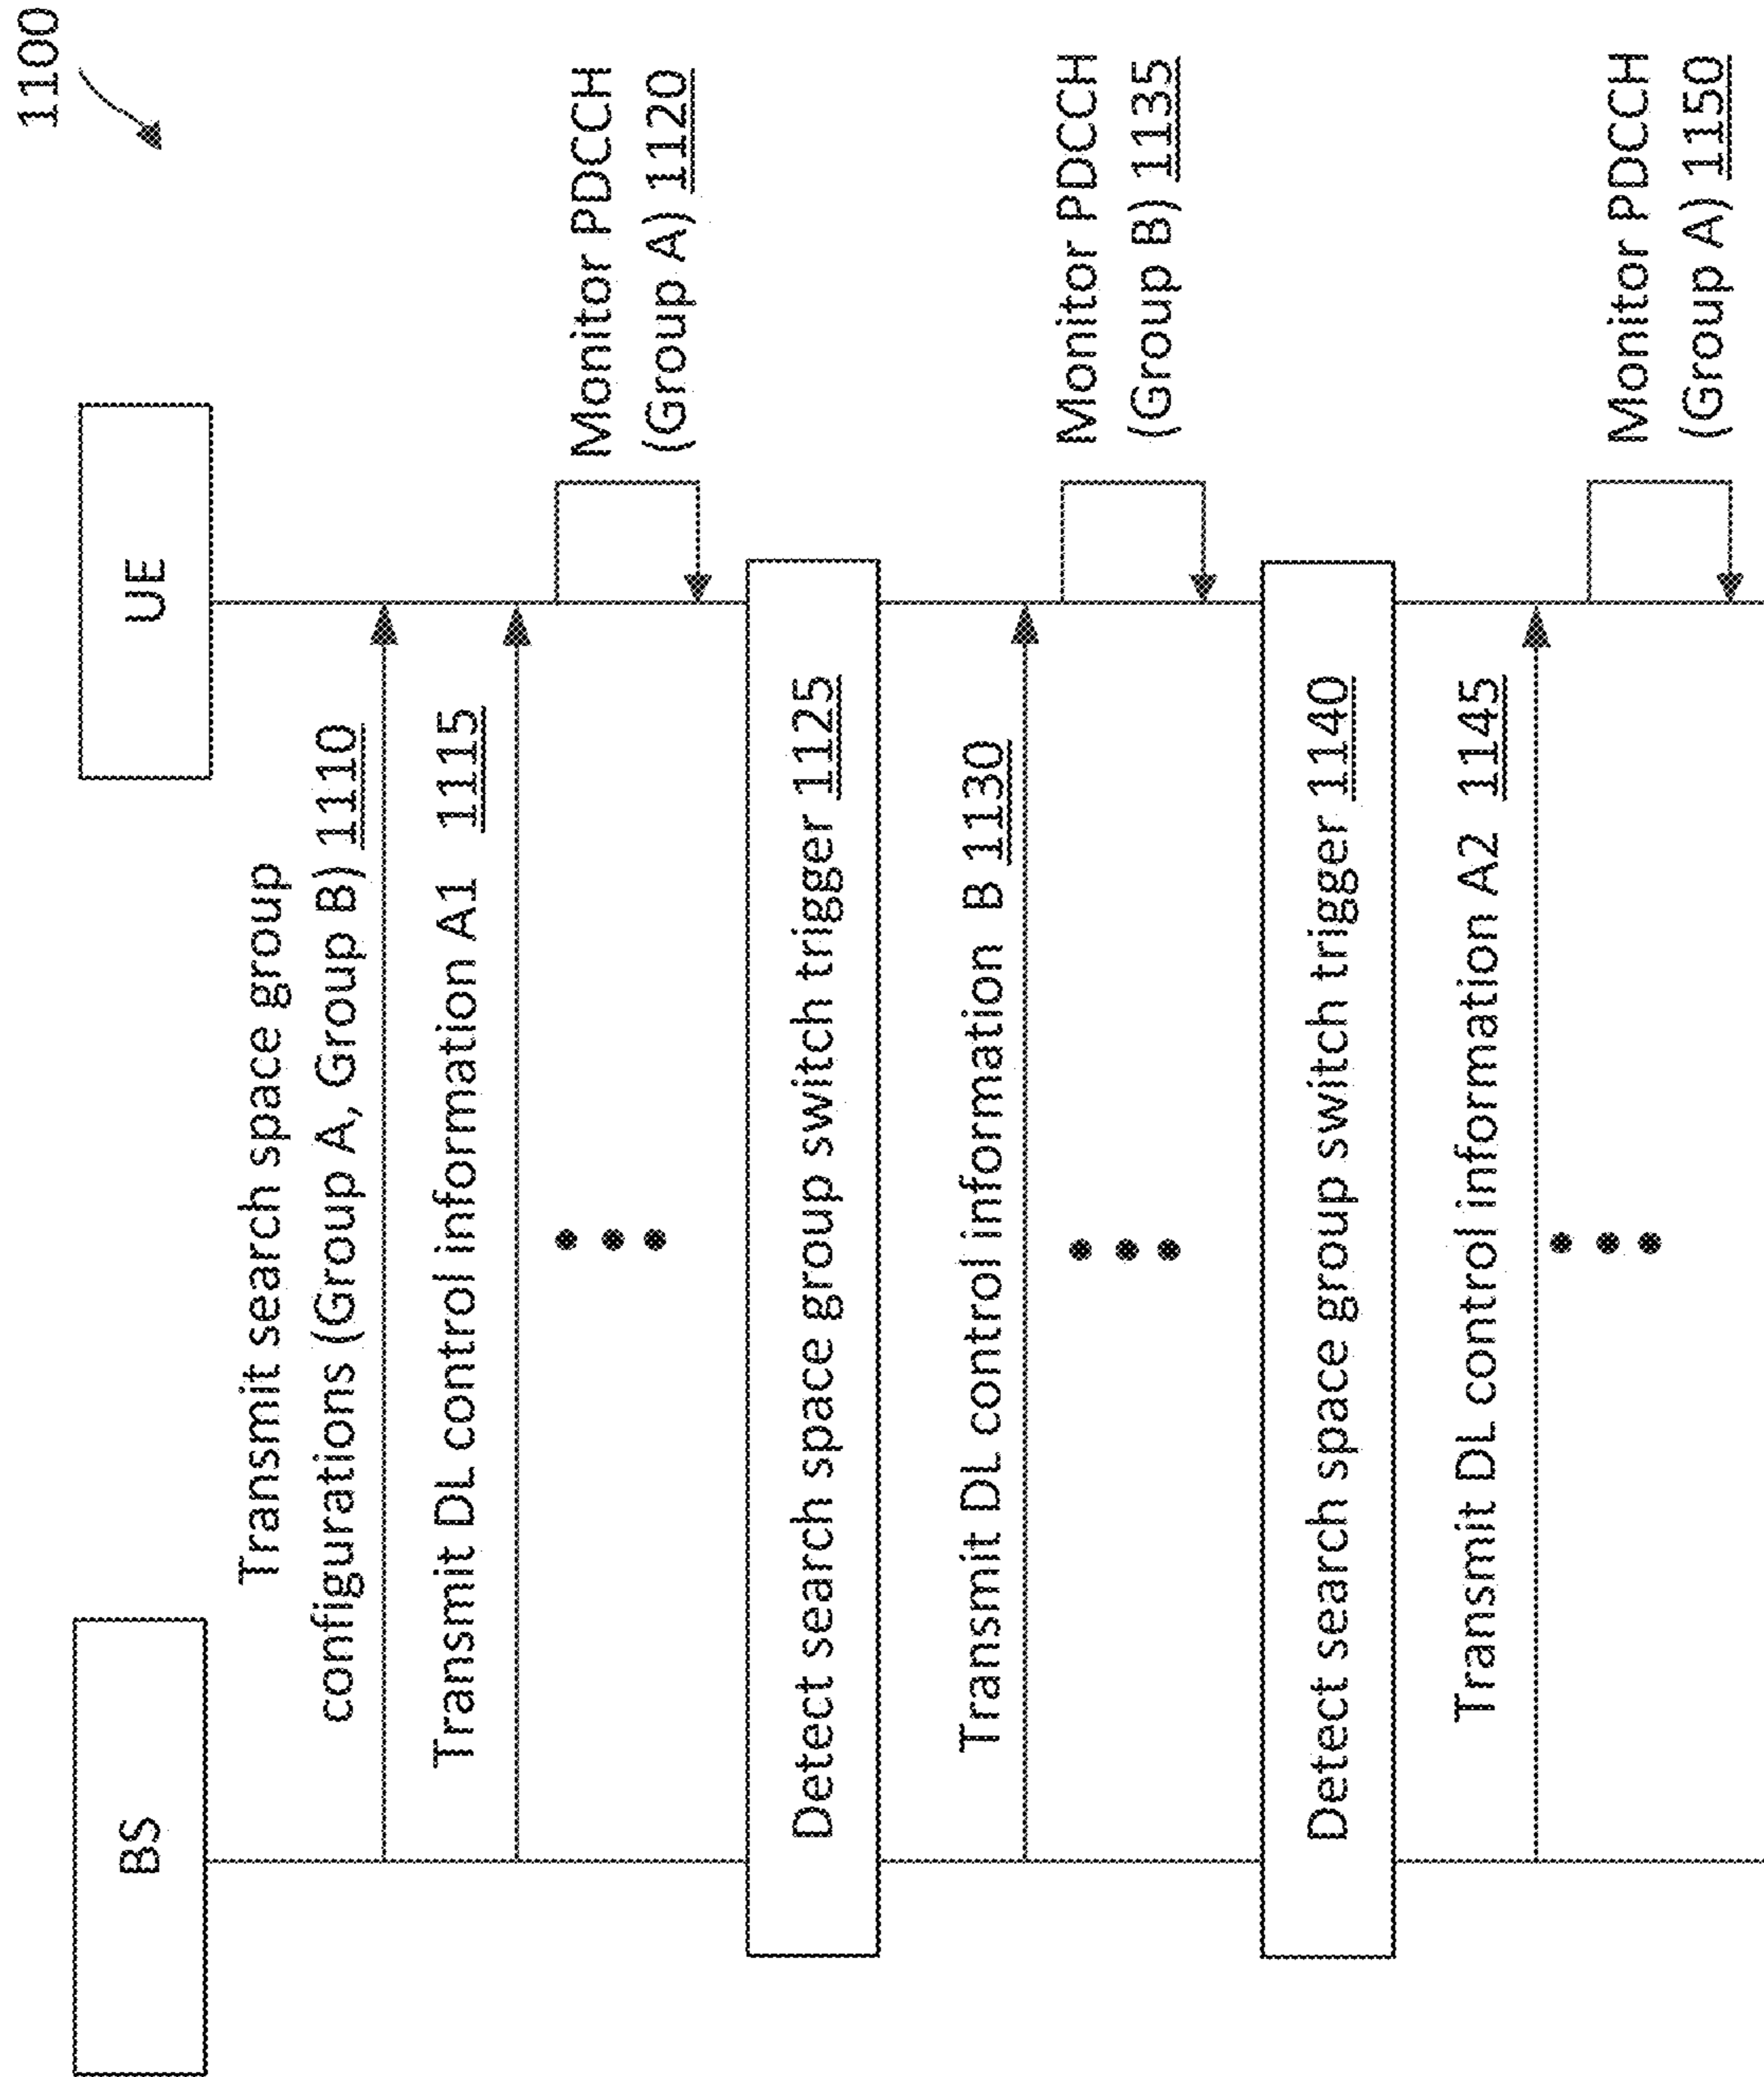 1100
BS
UE
Transmit search space group
configurations (Group A, Group B) 1110
Transmit DL control information A1 1115
Monitor PDCCH
(Group A) 1120
Detect search space group switch trigger 1125
Transmit DL control information B 1130
Monitor PDCCH
(Group B) 1135
Detect search space group switch trigger 1140
Transmit DL control information A2 1145
Monitor PDCCH
(Group A) 1150